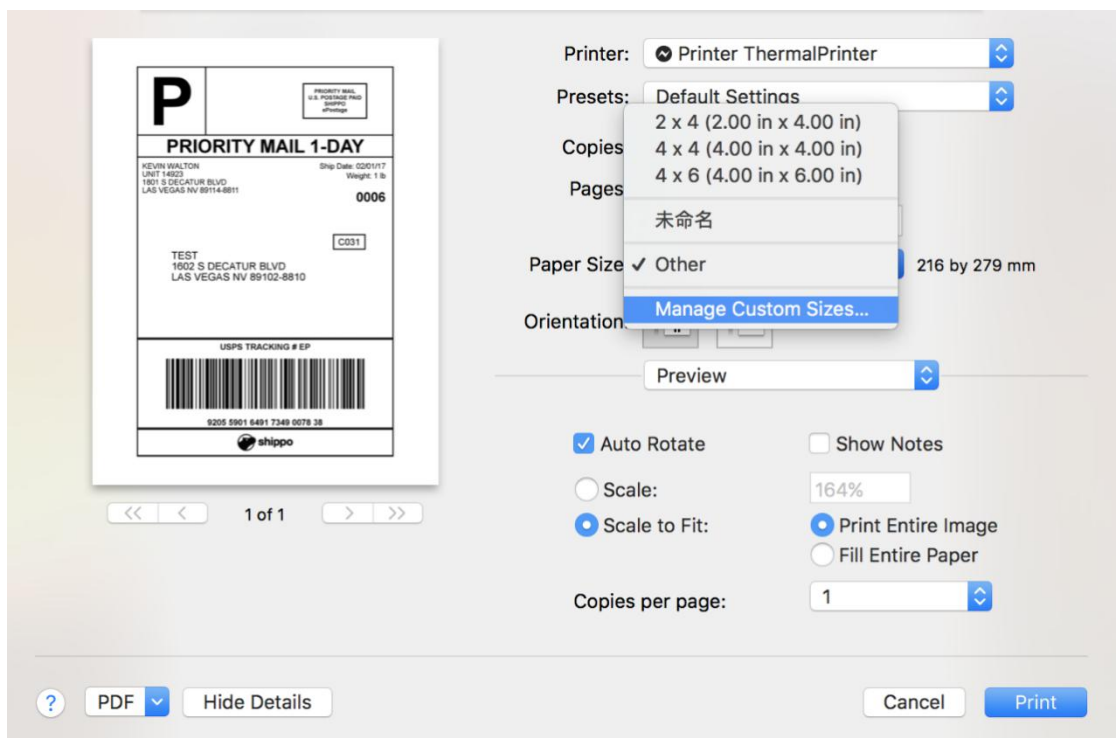 P
PRIORITY MAIL
U.S. POSTAGE PAID
SHIPPO
ePostage
PRIORITY MAIL 1-DAY
KEVIN WALTON
UNIT 14923
1801 S DECATUR BLVD
LAS VEGAS NV 89114-8811
Ship Date: 02/01/17
Weight: 1 lb
0006
C031
TEST
1602 S DECATUR BLVD
LAS VEGAS NV 89102-8810
USPS TRACKING # EP
9205 5901 6491 7349 0078 38
shippo
<< < 1 of 1 > >>
Printer: Printer ThermalPrinter
Presets: Default Settings
2 x 4 (2.00 in x 4.00 in)
Copies 4 x 4 (4.00 in x 4.00 in)
Pages 4 x 6 (4.00 in x 6.00 in)
未命名
Paper Size ✓ Other 216 by 279 mm
Manage Custom Sizes...
Orientation
Preview
Auto Rotate Show Notes
Scale: 164%
Scale to Fit: Print Entire Image
Fill Entire Paper
Copies per page: 1
? PDF Hide Details Cancel Print